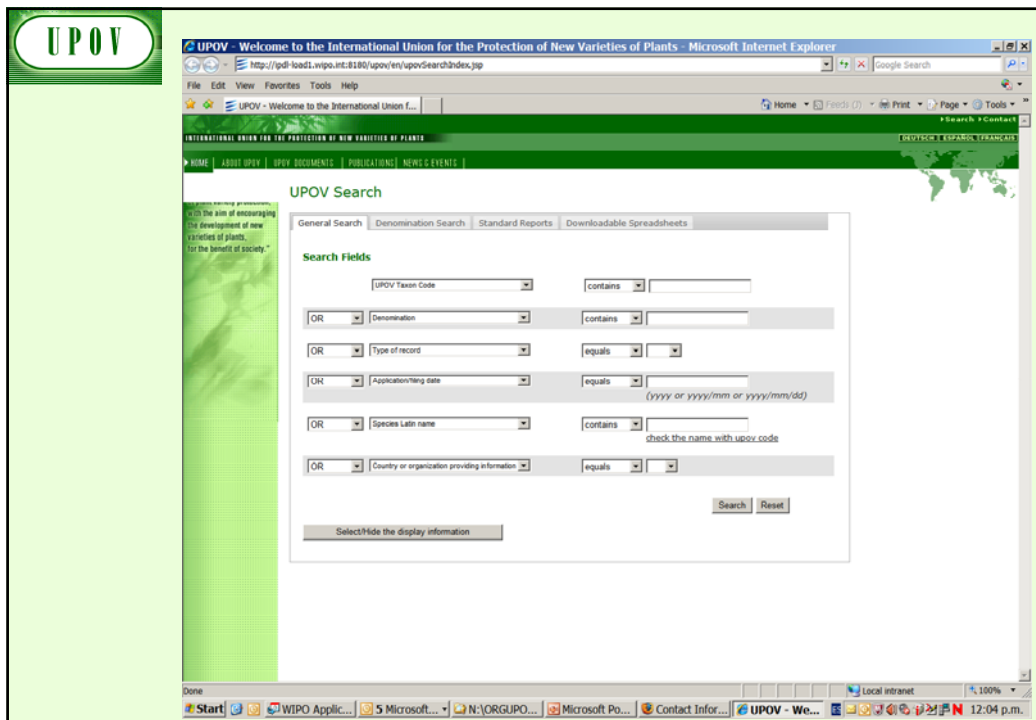 UPOV
UPOV - Welcome to the International Union for the Protection of New Varieties of Plants - Microsoft Internet Explorer
http://ipdl-load1.wipo.int:8180/upov/en/upovSearchIndex.jsp
Google Search
File Edit View Favorites Tools Help
UPOV - Welcome to the International Union f...
Home Feeds (J) Print Page Tools
Search Contact
INTERNATIONAL UNION FOR THE PROTECTION OF NEW VARIETIES OF PLANTS
DEUTSCH | ESPAÑOL | FRANÇAIS
HOME | ABOUT UPOV | UPOV DOCUMENTS | PUBLICATIONS | NEWS & EVENTS |
UPOV Search
of plant variety protection,
with the aim of encouraging
the development of new
varieties of plants,
for the benefit of society."
General Search Denomination Search Standard Reports Downloadable Spreadsheets
Search Fields
UPOV Taxon Code contains
OR Denomination contains
OR Type of record equals
OR Application/filing date equals
(yyyy or yyyy/mm or yyyy/mm/dd)
OR Species Latin name contains
check the name with upov code
OR Country or organization providing information equals
Search Reset
Select/Hide the display information
Done
Local intranet 100%
Start WIPO Applic... 5 Microsoft... N:\ORGUPO... Microsoft Po... Contact Infor... UPOV - We... N 12:04 p.m.